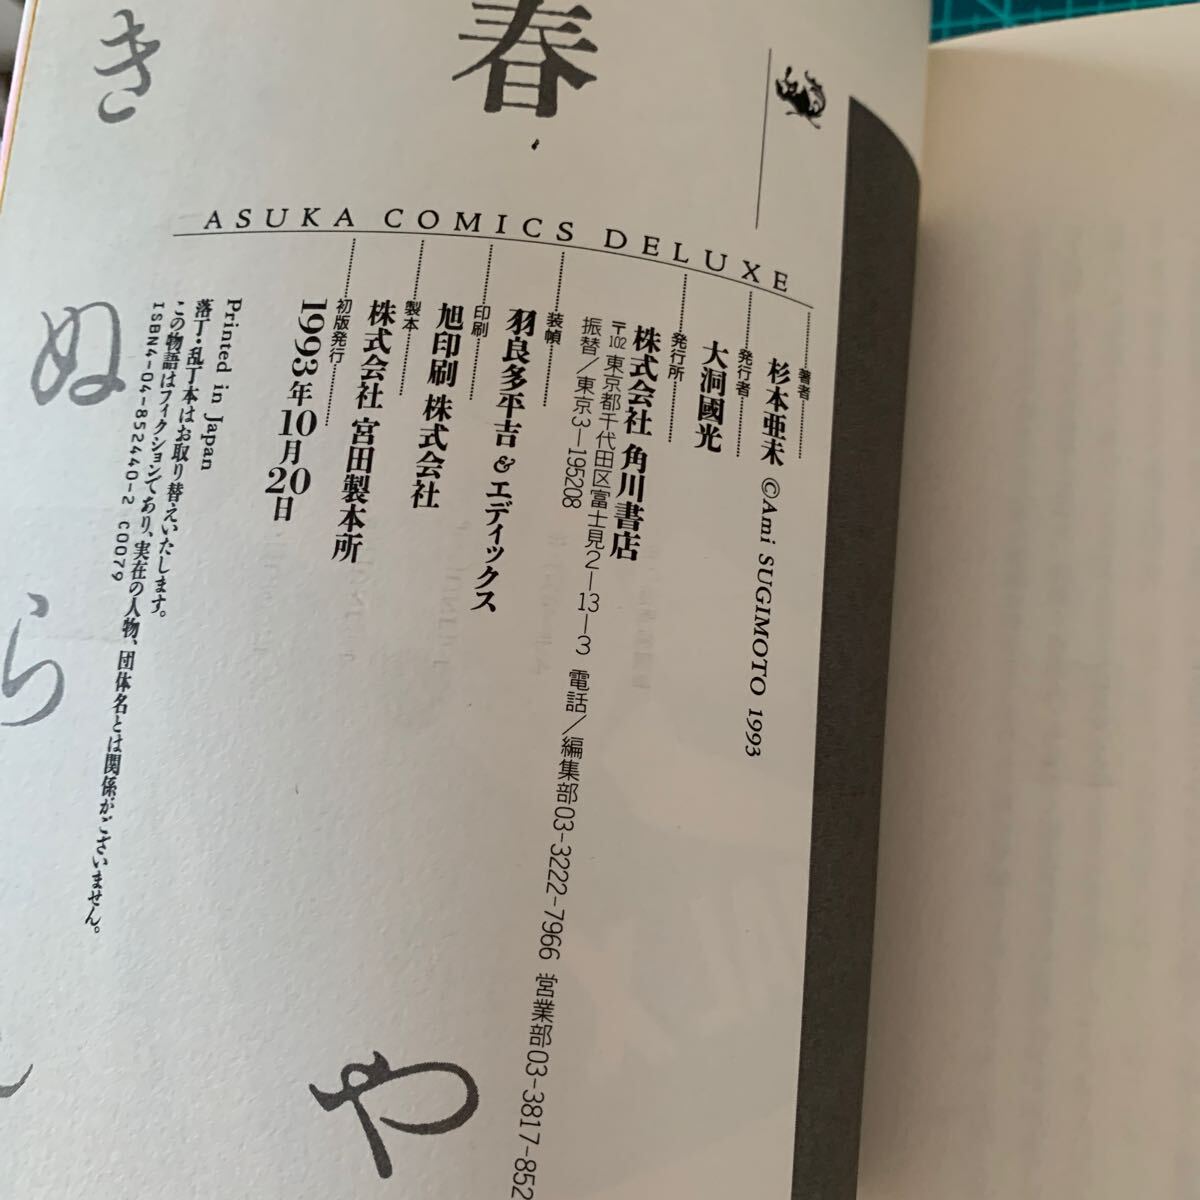 春
や
き
ぬ
ら
ASUKA COMICS DELUXE
著者
杉本亜未 ©Ami SUGIMOTO 1993
発行者
大洞國光
発行所
株式会社 角川書店
〒102 東京都千代田区富士見2―13―3 電話/編集部03-3222-7966 営業部03-3817-852
振替/東京3―195208
装幀
羽良多平吉&エディックス
印刷
旭印刷 株式会社
製本
株式会社 宮田製本所
初版発行
1993年10月20日
Printed in Japan
落丁・乱丁本はお取り替えいたします。
この物語はフィクションであり、実在の人物、団体名とは関係がございません。
ISBN4-04-852440-2 C0079